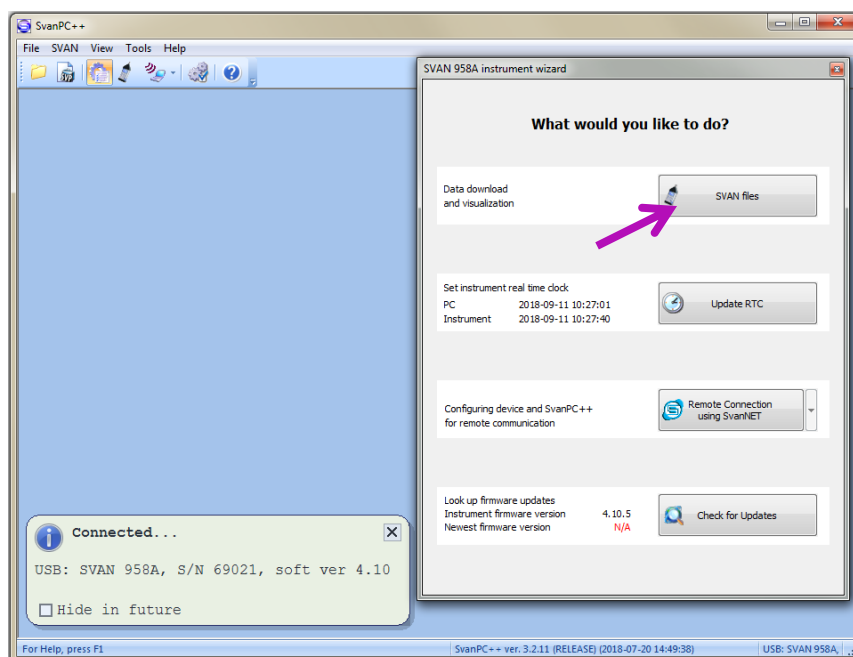 SvanPC++
File SVAN View Tools Help
SVAN 958A instrument wizard
What would you like to do?
Data download
and visualization
SVAN files
Set instrument real time clock
PC 2018-09-11 10:27:01
Instrument 2018-09-11 10:27:40
Update RTC
Configuring device and SvanPC++
for remote communication
Remote Connection
using SvanNET
Look up firmware updates
Instrument firmware version 4.10.5
Newest firmware version N/A
Check for Updates
Connected...
USB: SVAN 958A, S/N 69021, soft ver 4.10
Hide in future
For Help, press F1
SvanPC++ ver. 3.2.11 (RELEASE) (2018-07-20 14:49:38)
USB: SVAN 958A,